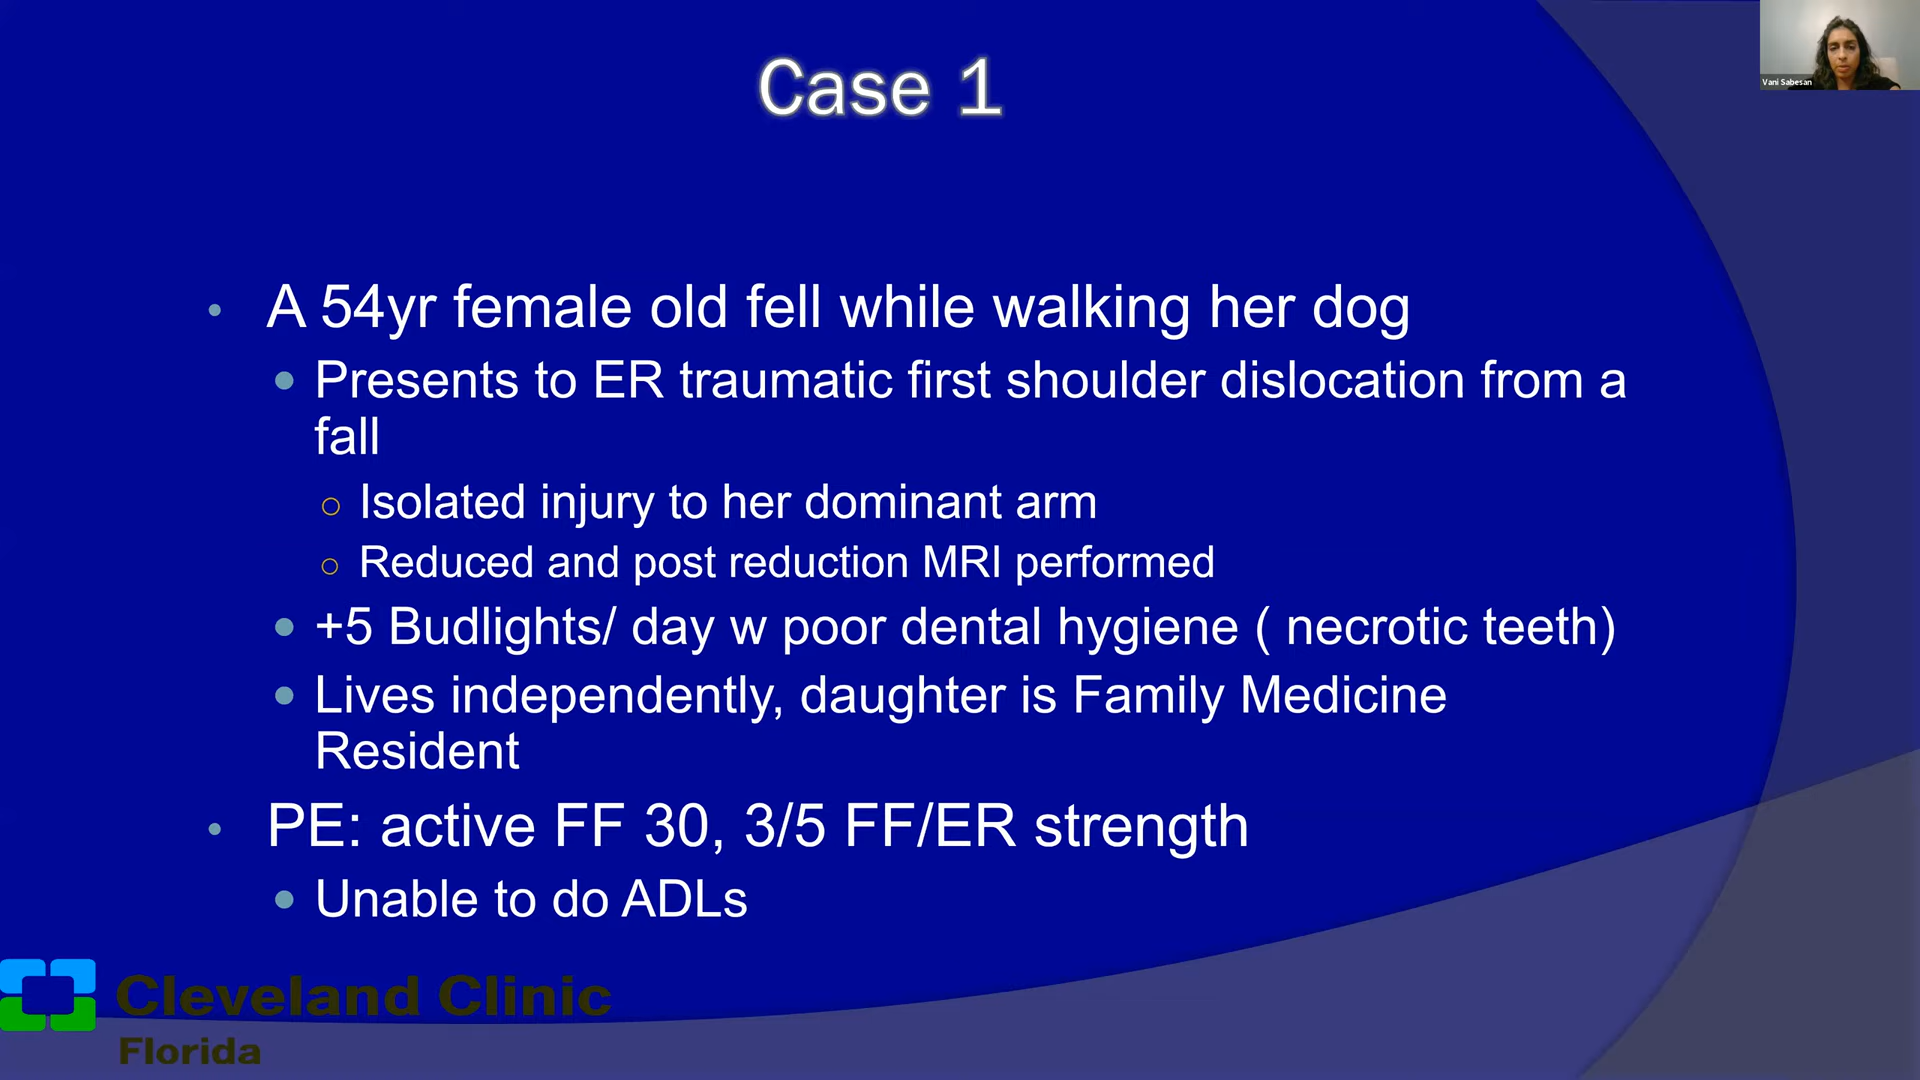 Case 1
Vani Sabesan
• A 54yr female old fell while walking her dog
• Presents to ER traumatic first shoulder dislocation from a
fall
○ Isolated injury to her dominant arm
○ Reduced and post reduction MRI performed
• +5 Budlights/ day w poor dental hygiene ( necrotic teeth)
• Lives independently, daughter is Family Medicine
Resident
• PE: active FF 30, 3/5 FF/ER strength
• Unable to do ADLs
Cleveland Clinic
Florida